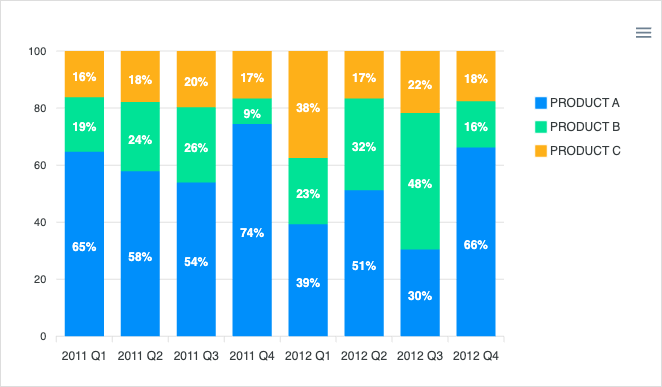 100
80
60
40
20
0
16% 18% 20% 17% 38% 17% 22% 18%
19% 24% 26% 9% 23% 32% 48% 16%
65% 58% 54% 74% 39% 51% 30% 66%
2011 Q1 2011 Q2 2011 Q3 2011 Q4 2012 Q1 2012 Q2 2012 Q3 2012 Q4
PRODUCT A
PRODUCT B
PRODUCT C